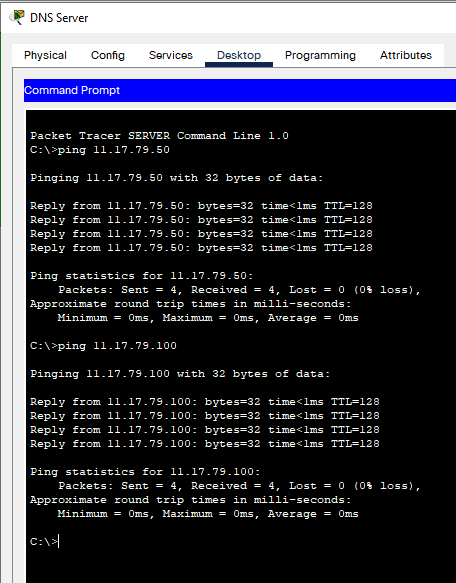 DNS Server
Physical Config Services Desktop Programming Attributes
Command Prompt
Packet Tracer SERVER Command Line 1.0
C:\>ping 11.17.79.50
Pinging 11.17.79.50 with 32 bytes of data:
Reply from 11.17.79.50: bytes=32 time<1ms TTL=128
Reply from 11.17.79.50: bytes=32 time<1ms TTL=128
Reply from 11.17.79.50: bytes=32 time<1ms TTL=128
Reply from 11.17.79.50: bytes=32 time<1ms TTL=128
Ping statistics for 11.17.79.50:
    Packets: Sent = 4, Received = 4, Lost = 0 (0% loss),
Approximate round trip times in milli-seconds:
    Minimum = 0ms, Maximum = 0ms, Average = 0ms
C:\>ping 11.17.79.100
Pinging 11.17.79.100 with 32 bytes of data:
Reply from 11.17.79.100: bytes=32 time<1ms TTL=128
Reply from 11.17.79.100: bytes=32 time<1ms TTL=128
Reply from 11.17.79.100: bytes=32 time<1ms TTL=128
Reply from 11.17.79.100: bytes=32 time<1ms TTL=128
Ping statistics for 11.17.79.100:
    Packets: Sent = 4, Received = 4, Lost = 0 (0% loss),
Approximate round trip times in milli-seconds:
    Minimum = 0ms, Maximum = 0ms, Average = 0ms
C:\>